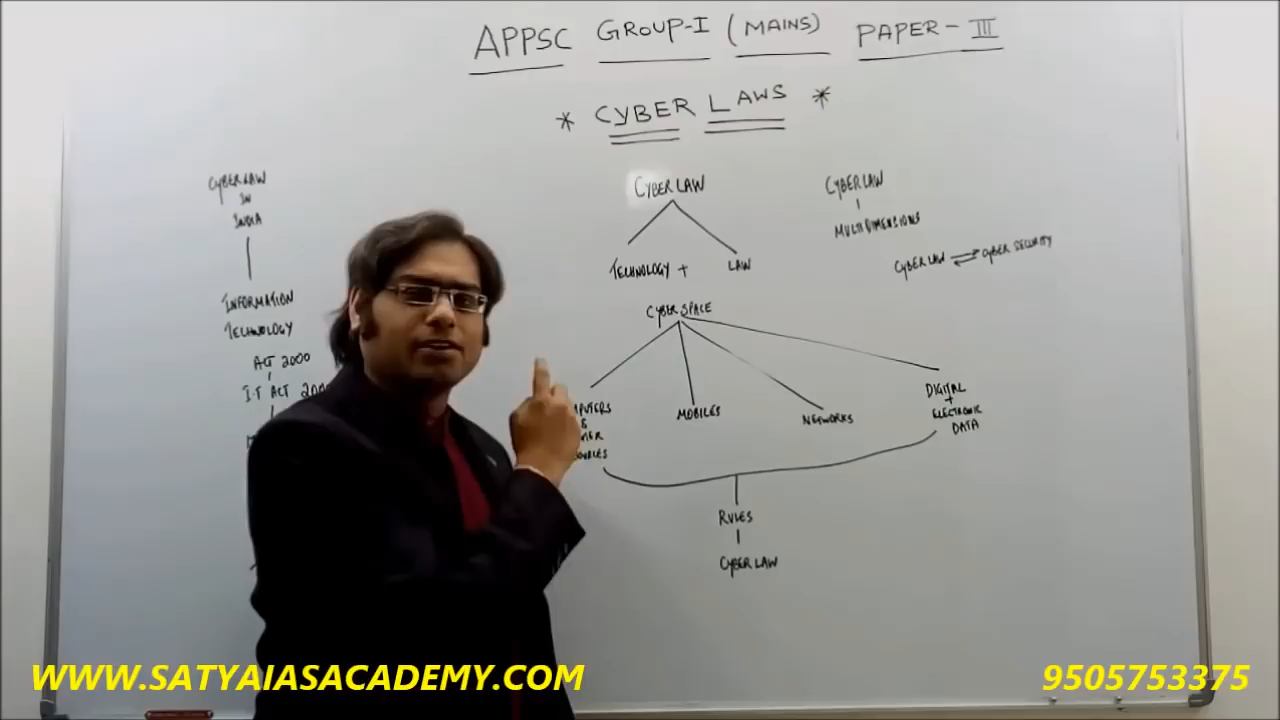 APPSC GROUP-I (MAINS) PAPER-III
* CYBER LAWS *
CYBER LAW
IN
INDIA
INFORMATION
TECHNOLOGY
ACT 2000
I.T ACT
CYBER LAW
TECHNOLOGY + LAW
CYBER SPACE
MOBILES
NETWORKS
DIGITAL
+
ELECTRONIC
DATA
RULES
CYBER LAW
CYBER LAW
MULTIDIMENSIONS
CYBER LAW ⇌ CYBER SECURITY
WWW.SATYAIASACADEMY.COM
9505753375